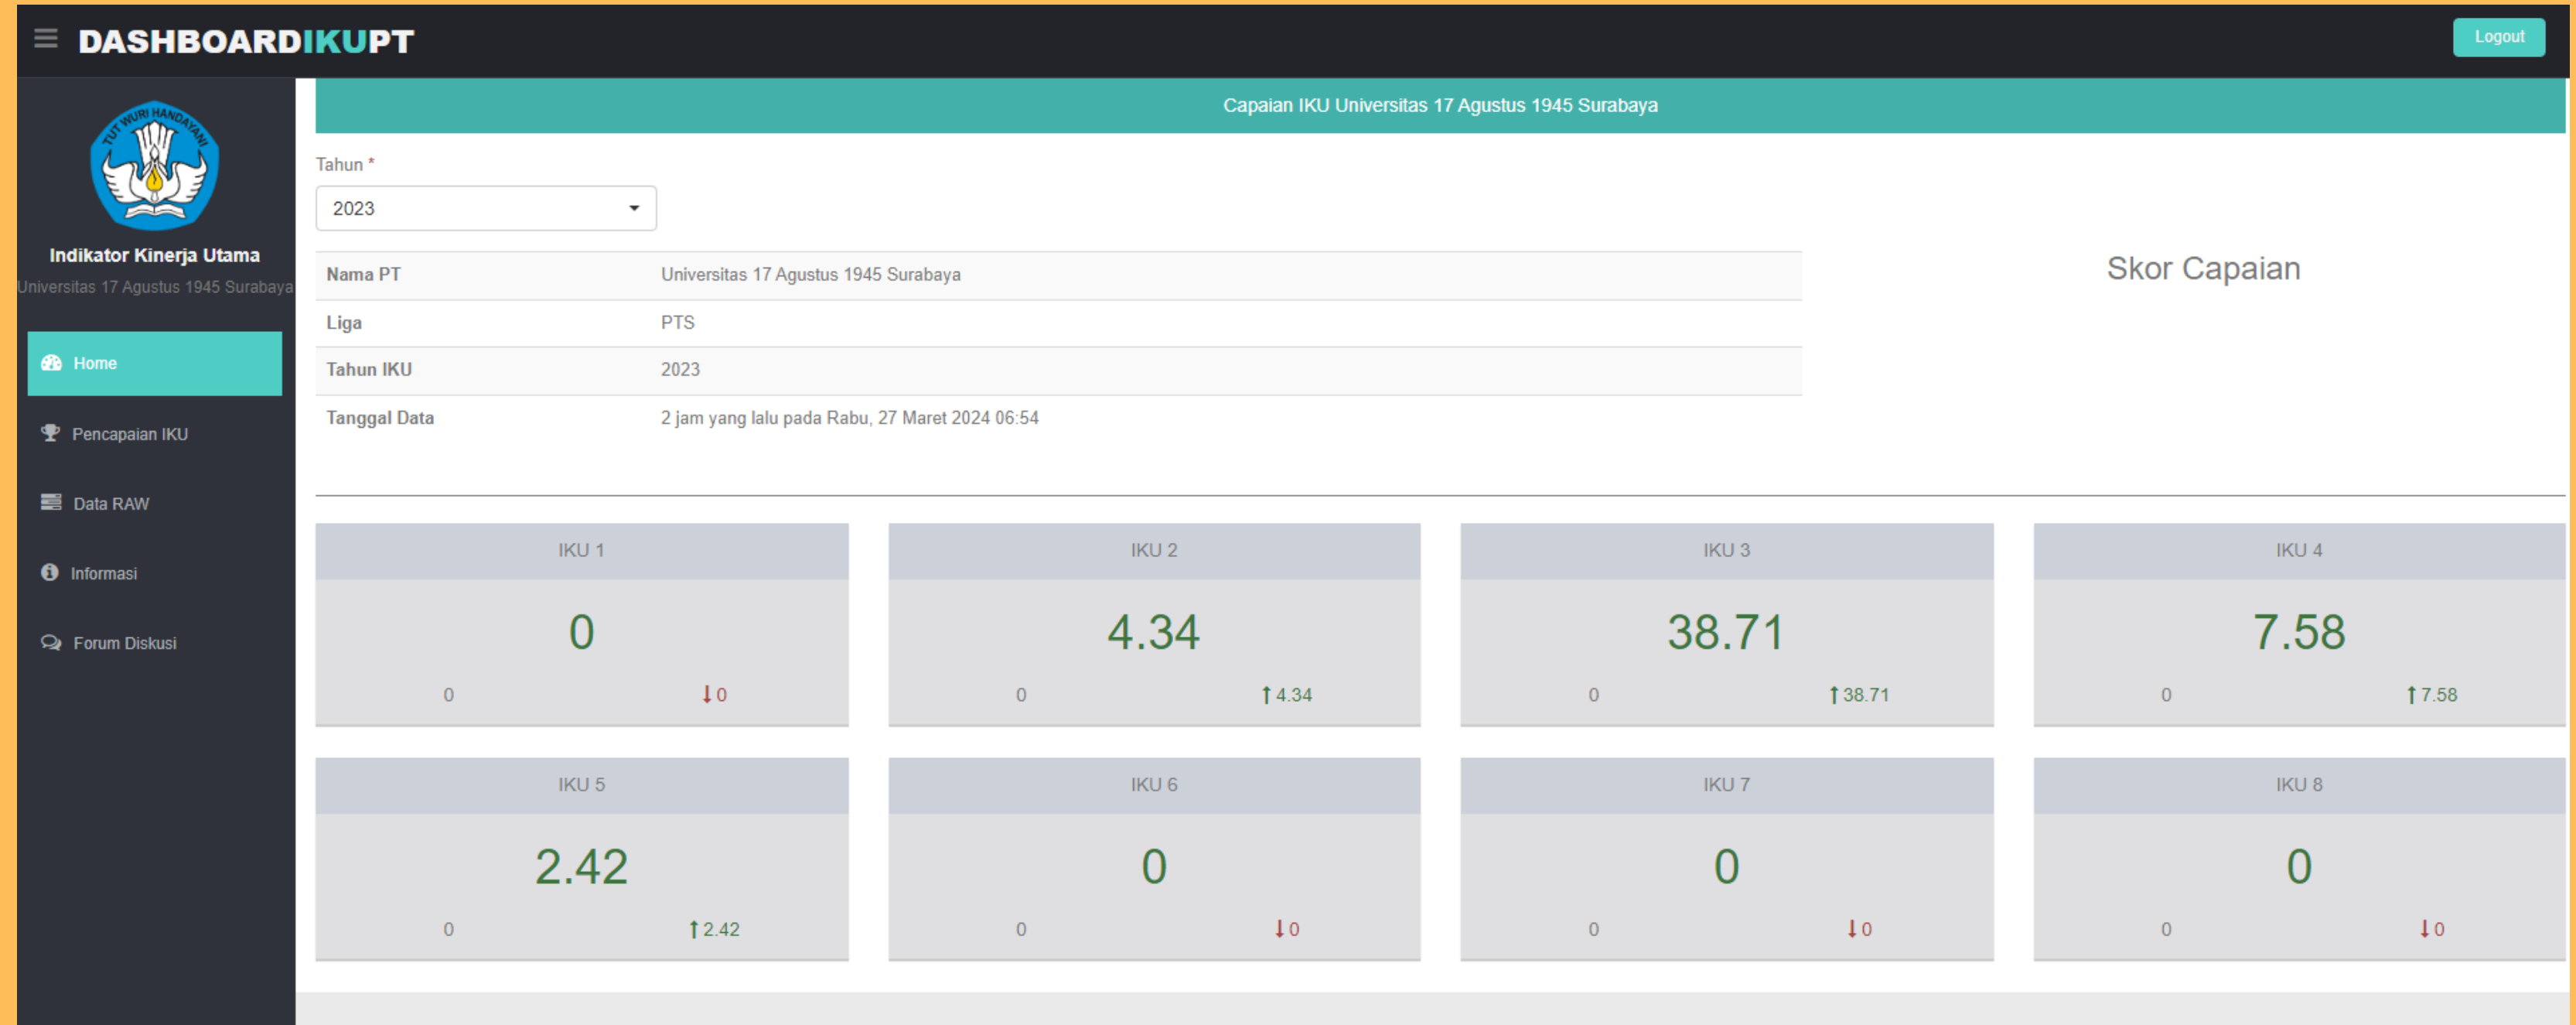 DASHBOARDIKUPT
Logout
TUT WURI HANDAYANI
Indikator Kinerja Utama
Universitas 17 Agustus 1945 Surabaya
Home
Pencapaian IKU
Data RAW
Informasi
Forum Diskusi
Capaian IKU Universitas 17 Agustus 1945 Surabaya
Tahun *
2023
Nama PT Universitas 17 Agustus 1945 Surabaya
Liga PTS
Tahun IKU 2023
Tanggal Data 2 jam yang lalu pada Rabu, 27 Maret 2024 06:54
Skor Capaian
IKU 1
0
0 0
IKU 2
4.34
0 4.34
IKU 3
38.71
0 38.71
IKU 4
7.58
0 7.58
IKU 5
2.42
0 2.42
IKU 6
0
0 0
IKU 7
0
0 0
IKU 8
0
0 0